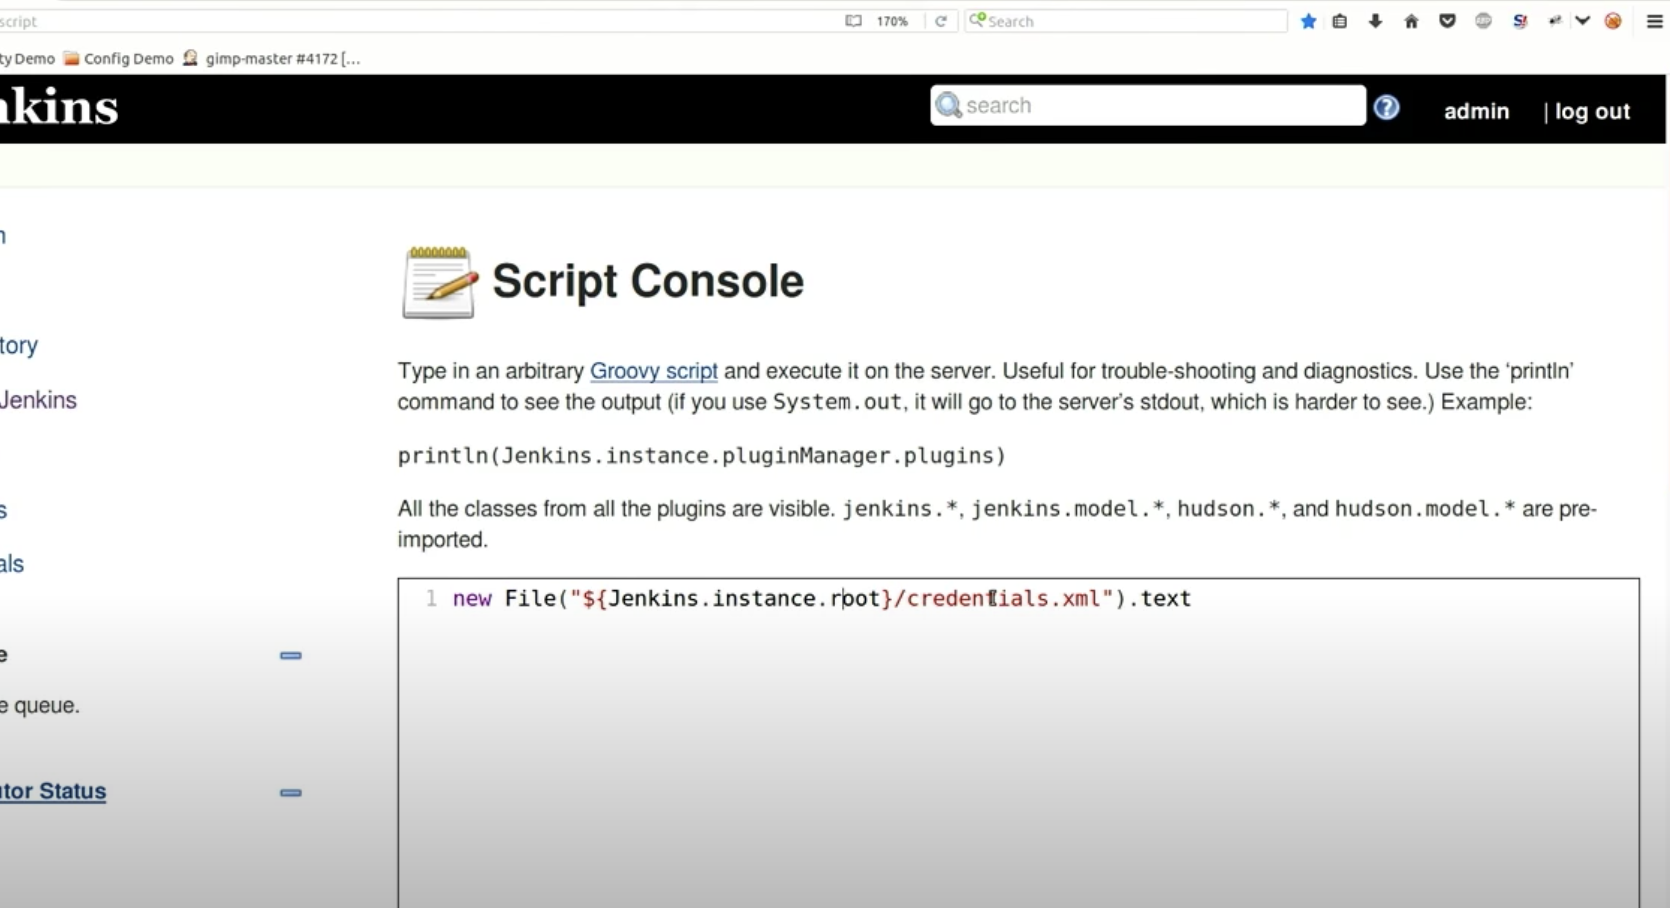 script 170% Search
ty Demo Config Demo gimp-master #4172 [...
nkins search admin | log out
tory
Jenkins
als
e queue.
utor Status
Script Console
Type in an arbitrary Groovy script and execute it on the server. Useful for trouble-shooting and diagnostics. Use the ‘println’
command to see the output (if you use System.out, it will go to the server’s stdout, which is harder to see.) Example:
println(Jenkins.instance.pluginManager.plugins)
All the classes from all the plugins are visible. jenkins.*, jenkins.model.*, hudson.*, and hudson.model.* are pre-
imported.
1 new File("${Jenkins.instance.root}/credentials.xml").text